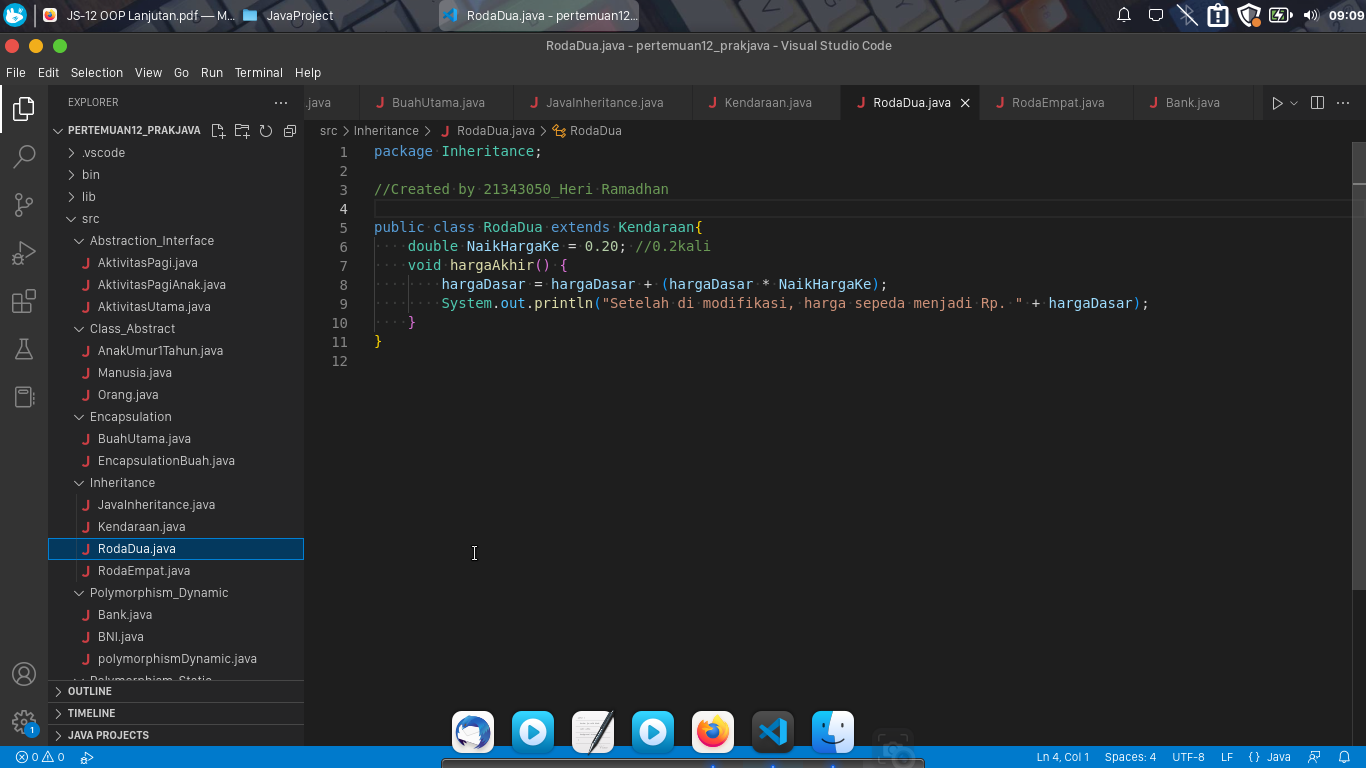 JS-12 OOP Lanjutan.pdf — M...
JavaProject
RodaDua.java - pertemuan12...
09:09
RodaDua.java - pertemuan12_prakjava - Visual Studio Code
File Edit Selection View Go Run Terminal Help
EXPLORER
.java
BuahUtama.java
JavaInheritance.java
Kendaraan.java
RodaDua.java
RodaEmpat.java
Bank.java
PERTEMUAN12_PRAKJAVA
src > Inheritance > RodaDua.java > RodaDua
.vscode
bin
lib
src
Abstraction_Interface
AktivitasPagi.java
AktivitasPagiAnak.java
AktivitasUtama.java
Class_Abstract
AnakUmur1Tahun.java
Manusia.java
Orang.java
Encapsulation
BuahUtama.java
EncapsulationBuah.java
Inheritance
JavaInheritance.java
Kendaraan.java
RodaDua.java
RodaEmpat.java
Polymorphism_Dynamic
Bank.java
BNI.java
polymorphismDynamic.java
Polymorphism_Static
OUTLINE
TIMELINE
JAVA PROJECTS
1 package Inheritance;
2
3 //Created by 21343050_Heri Ramadhan
4
5 public class RodaDua extends Kendaraan{
6 double NaikHargaKe = 0.20; //0.2kali
7 void hargaAkhir() {
8 hargaDasar = hargaDasar + (hargaDasar * NaikHargaKe);
9 System.out.println("Setelah di modifikasi, harga sepeda menjadi Rp. " + hargaDasar);
10 }
11 }
12
1
0 0
Ln 4, Col 1 Spaces: 4 UTF-8 LF { } Java